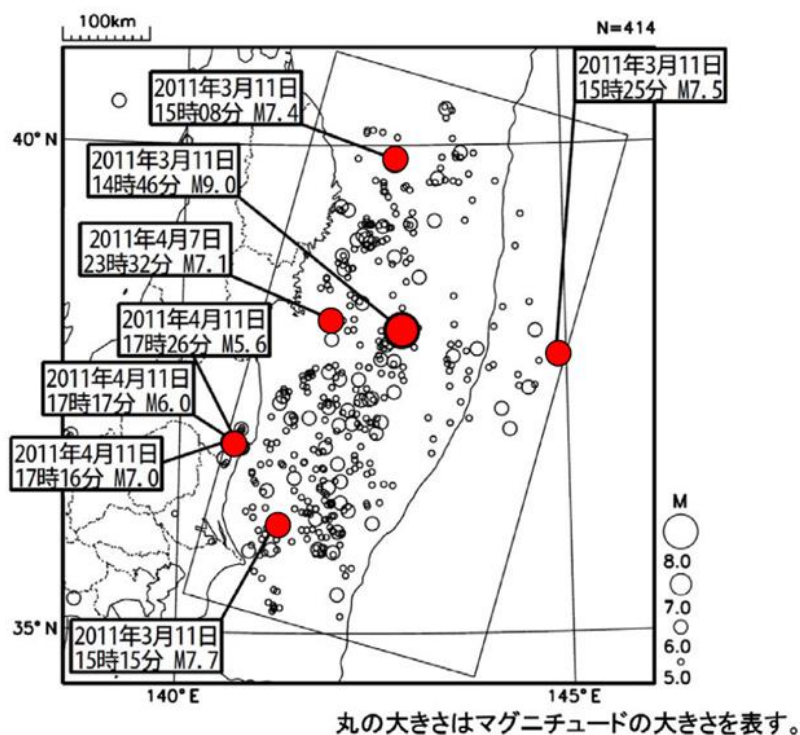 100km
N=414
2011年3月11日
15時25分 M7.5
2011年3月11日
15時08分 M7.4
40°N
2011年3月11日
14時46分 M9.0
2011年4月7日
23時32分 M7.1
2011年4月11日
17時26分 M5.6
2011年4月11日
17時17分 M6.0
2011年4月11日
17時16分 M7.0
M
8.0
7.0
6.0
5.0
35°N
2011年3月11日
15時15分 M7.7
140°E
145°E
丸の大きさはマグニチュードの大きさを表す。